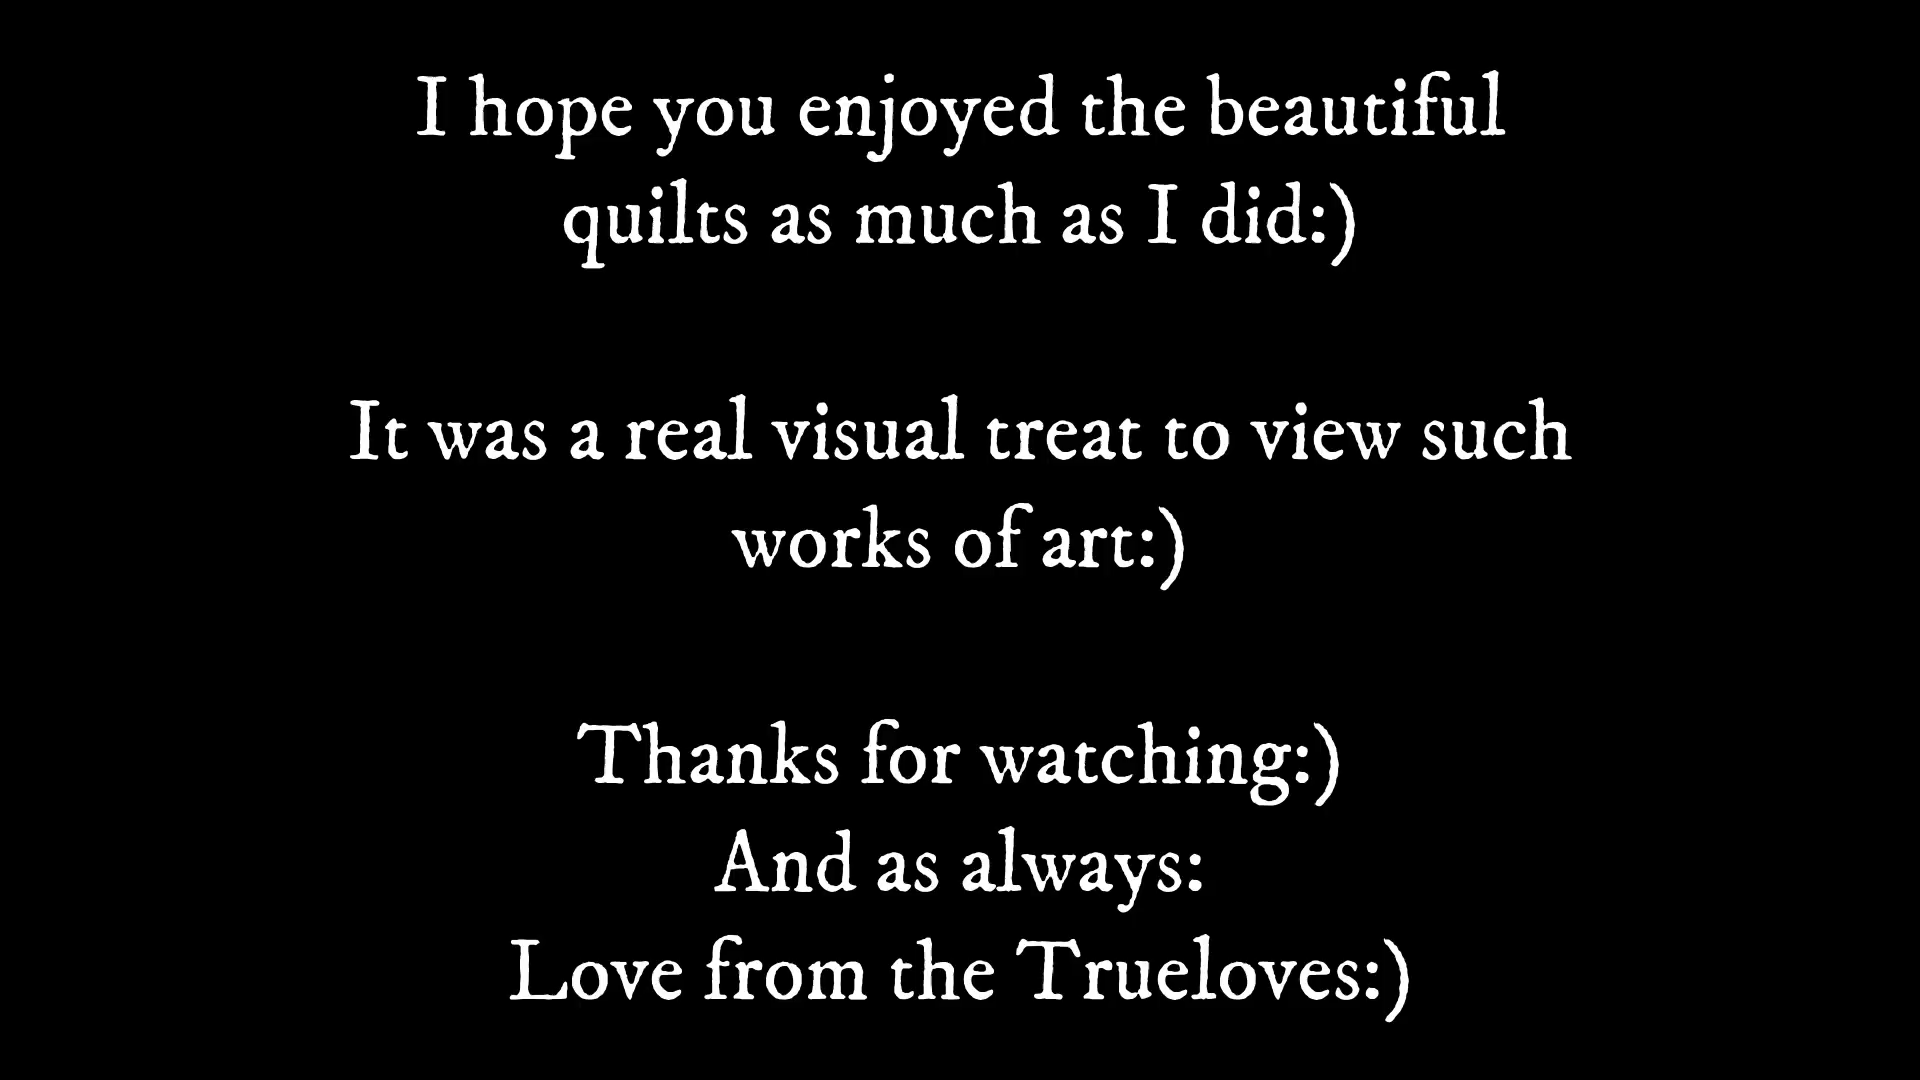 I hope you enjoyed the beautiful
quilts as much as I did:)
It was a real visual treat to view such
works of art:)
Thanks for watching:)
And as always:
Love from the Trueloves:)